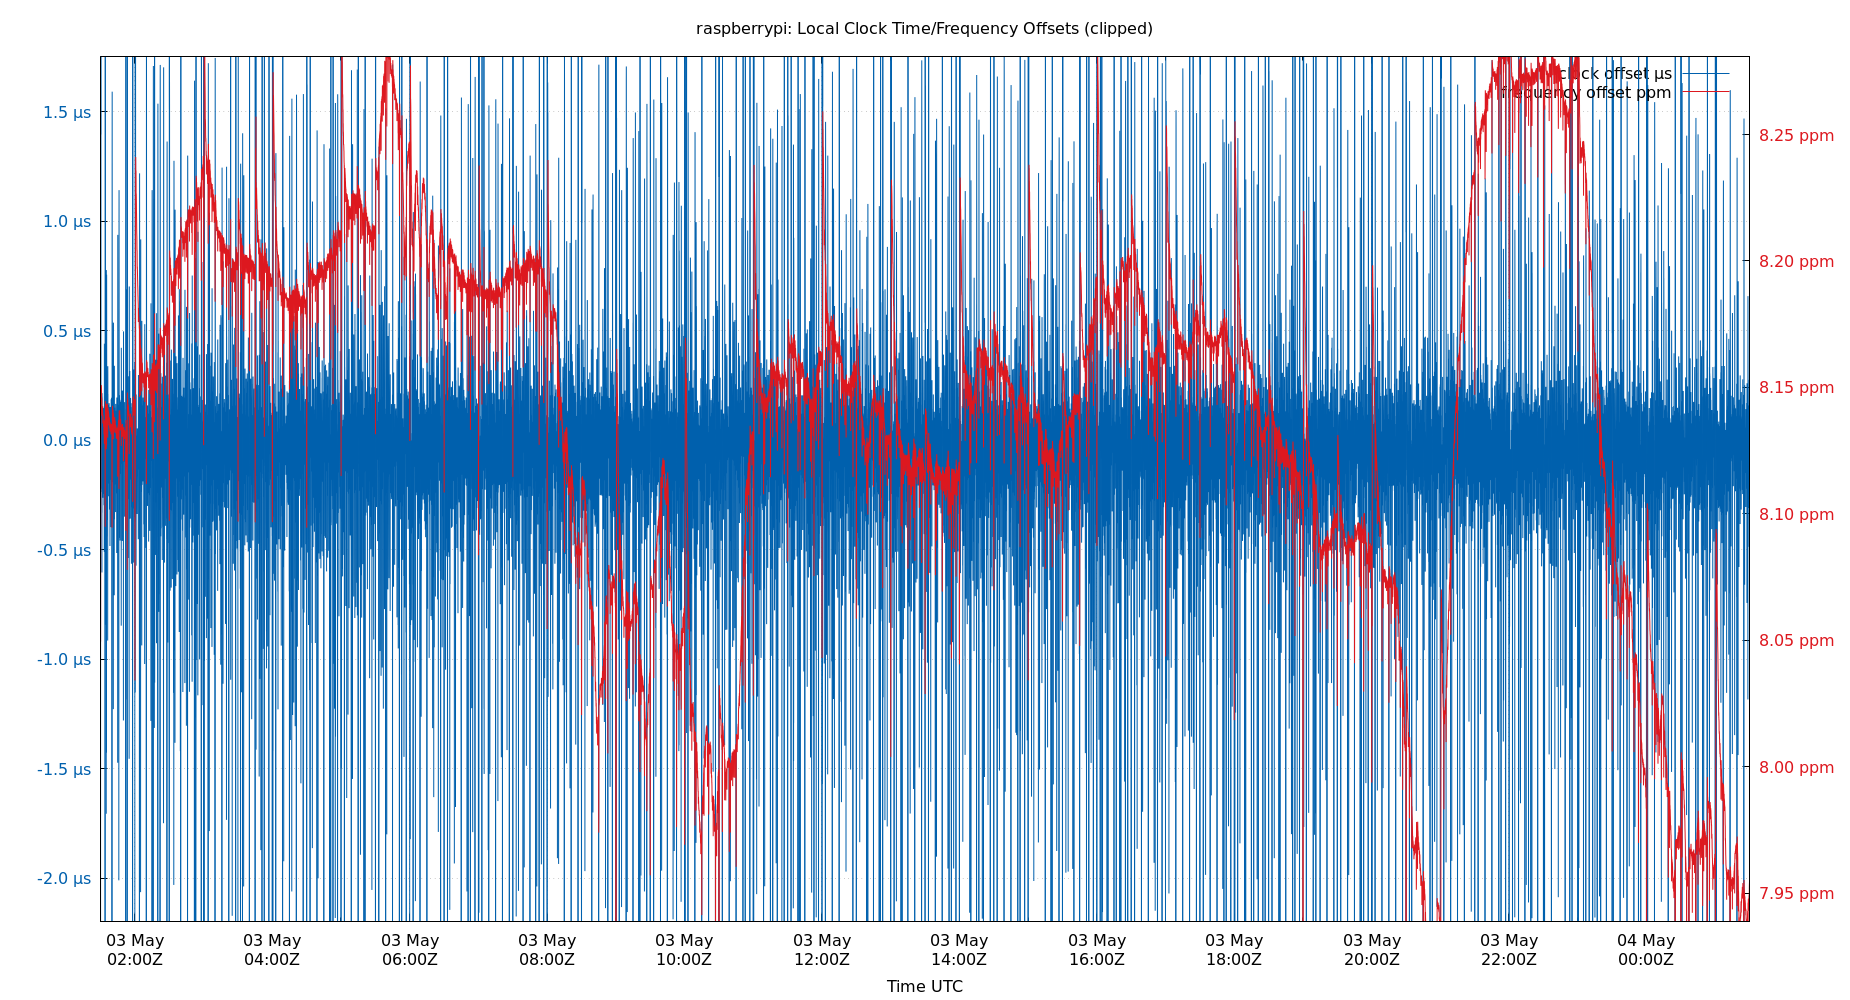 raspberrypi: Local Clock Time/Frequency Offsets (clipped)
clock offset µs
frequency offset ppm
1.5 µs
1.0 µs
0.5 µs
0.0 µs
-0.5 µs
-1.0 µs
-1.5 µs
-2.0 µs
8.25 ppm
8.20 ppm
8.15 ppm
8.10 ppm
8.05 ppm
8.00 ppm
7.95 ppm
03 May 03 May 03 May 03 May 03 May 03 May 03 May 03 May 03 May 03 May 03 May 04 May
02:00Z 04:00Z 06:00Z 08:00Z 10:00Z 12:00Z 14:00Z 16:00Z 18:00Z 20:00Z 22:00Z 00:00Z
Time UTC